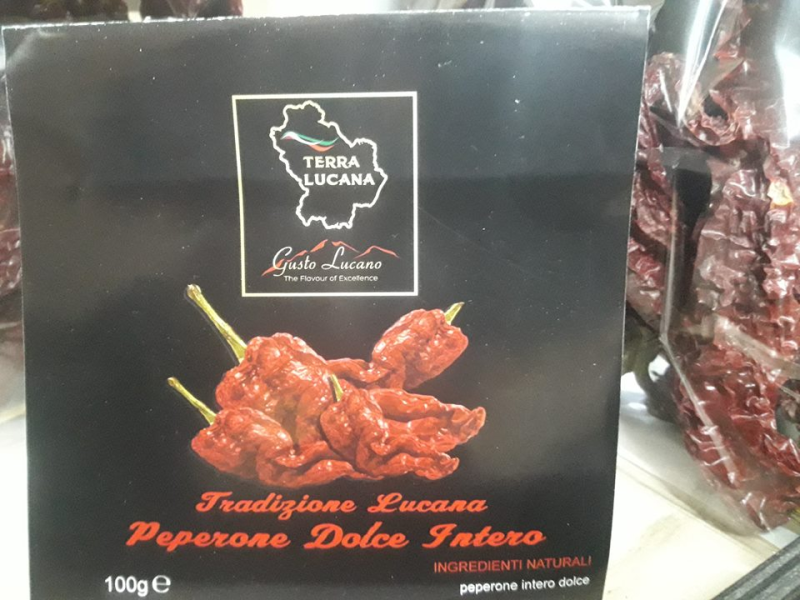 TERRA
LUCANA
Gusto Lucano
The Flavour of Excellence
Tradizione Lucana
Peperone Dolce Intero
INGREDIENTI NATURALI
100g ℮
peperone intero dolce